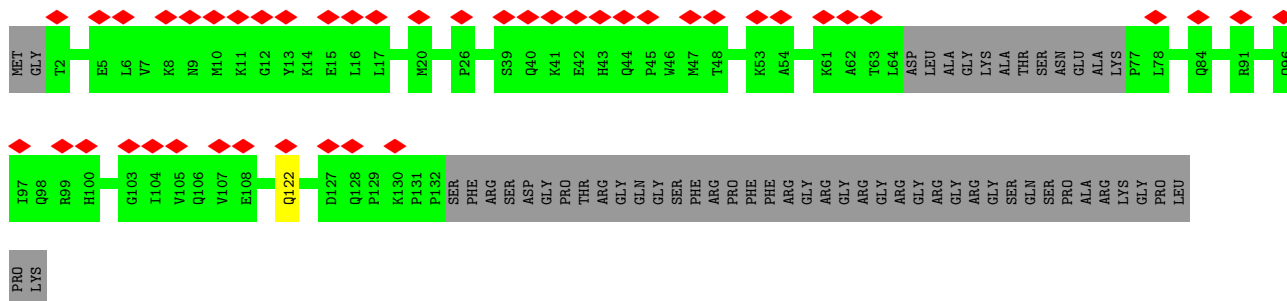 MET GLY T2 E5 L6 V7 K8 N9 M10 K11 G12 Y13 K14 E15 L16 L17 M20 P26 S39 Q40 K41 E42 H43 Q44 P45 W46 M47 T48 K53 A54 K61 A62 T63 L64 ASP LEU ALA GLY LYS ALA THR SER ASN GLU ALA LYS P77 L78 Q84 R91
I97 Q98 R99 H100 G103 I104 V105 Q106 V107 E108 Q122 D127 Q128 P129 K130 P131 P132 SER PHE ARG SER ASP GLY PRO THR ARG GLY GLN GLY SER PHE ARG PRO PHE PHE ARG GLY ARG GLY ARG GLY ARG GLY ARG GLY ARG GLY SER GLN SER PRO ALA ARG LYS GLY PRO LEU
PRO LYS